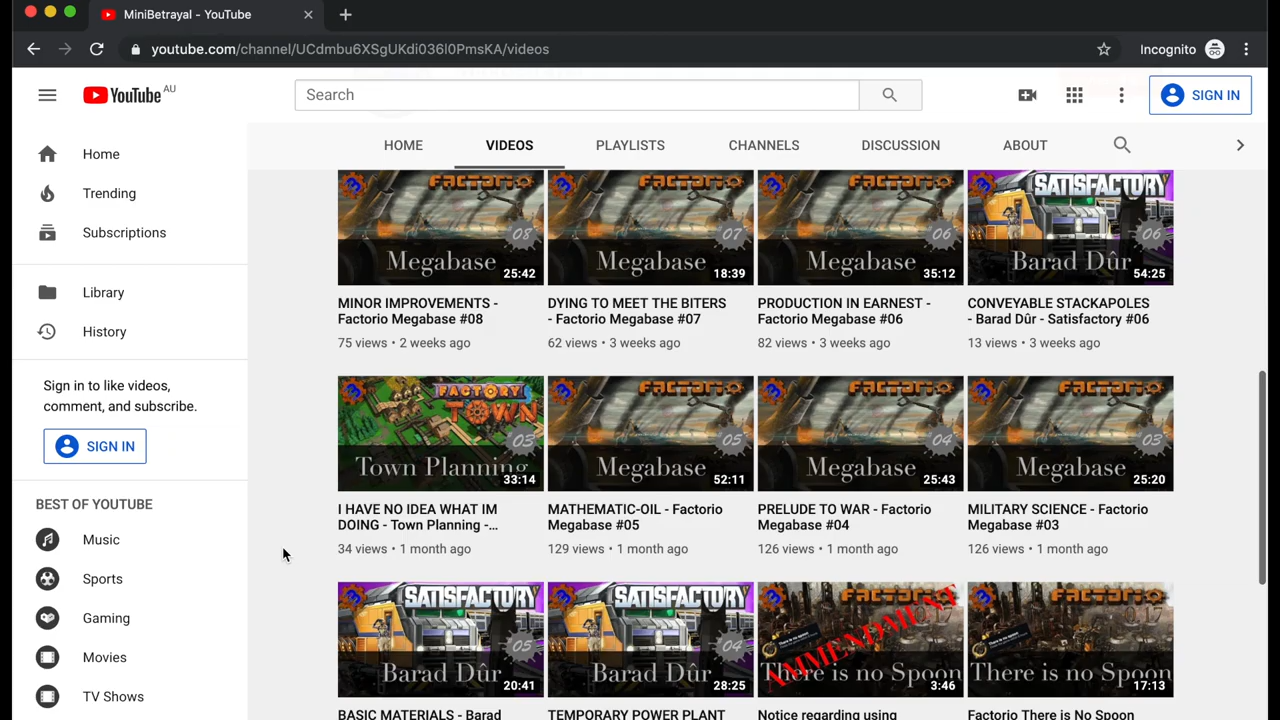 MiniBetrayal - YouTube
youtube.com/channel/UCdmbu6XSgUKdi036l0PmsKA/videos
Incognito
YouTube AU
Search
SIGN IN
HOME
VIDEOS
PLAYLISTS
CHANNELS
DISCUSSION
ABOUT
Home
Trending
Subscriptions
Library
History
Sign in to like videos,
comment, and subscribe.
SIGN IN
BEST OF YOUTUBE
Music
Sports
Gaming
Movies
TV Shows
FACTORIO
08
Megabase
25:42
MINOR IMPROVEMENTS -
Factorio Megabase #08
75 views • 2 weeks ago
FACTORIO
07
Megabase
18:39
DYING TO MEET THE BITERS
- Factorio Megabase #07
62 views • 3 weeks ago
FACTORIO
06
Megabase
35:12
PRODUCTION IN EARNEST -
Factorio Megabase #06
82 views • 3 weeks ago
SATISFACTORY
06
Barad Dûr
54:25
CONVEYABLE STACKAPOLES
- Barad Dûr - Satisfactory #06
13 views • 3 weeks ago
FACTORY
TOWN
03
Town Planning
33:14
I HAVE NO IDEA WHAT IM
DOING - Town Planning -...
34 views • 1 month ago
FACTORIO
05
Megabase
52:11
MATHEMATIC-OIL - Factorio
Megabase #05
129 views • 1 month ago
FACTORIO
04
Megabase
25:43
PRELUDE TO WAR - Factorio
Megabase #04
126 views • 1 month ago
FACTORIO
03
Megabase
25:20
MILITARY SCIENCE - Factorio
Megabase #03
126 views • 1 month ago
SATISFACTORY
05
Barad Dûr
20:41
BASIC MATERIALS - Barad
SATISFACTORY
04
Barad Dûr
28:25
TEMPORARY POWER PLANT
FACTORIO
0.17
AMMENDMENT
There is no Spoon
3:46
Notice regarding using
FACTORIO
0.17
There is no Spoon
17:13
Factorio There is No Spoon